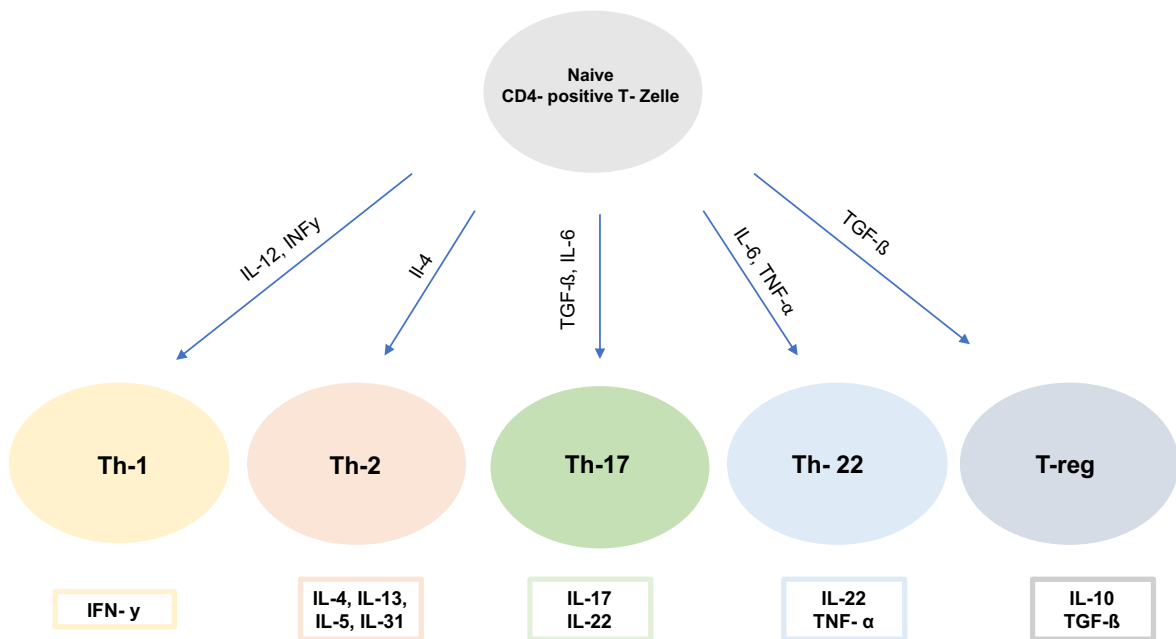 Naive
CD4- positive T- Zelle
IL-12, INFy
Il-4
TGF-ß, IL-6
IL-6, TNF-α
TGF-ß
Th-1
Th-2
Th-17
Th- 22
T-reg
IFN- y
IL-4, IL-13,
IL-5, IL-31
IL-17
IL-22
IL-22
TNF- α
IL-10
TGF-ß